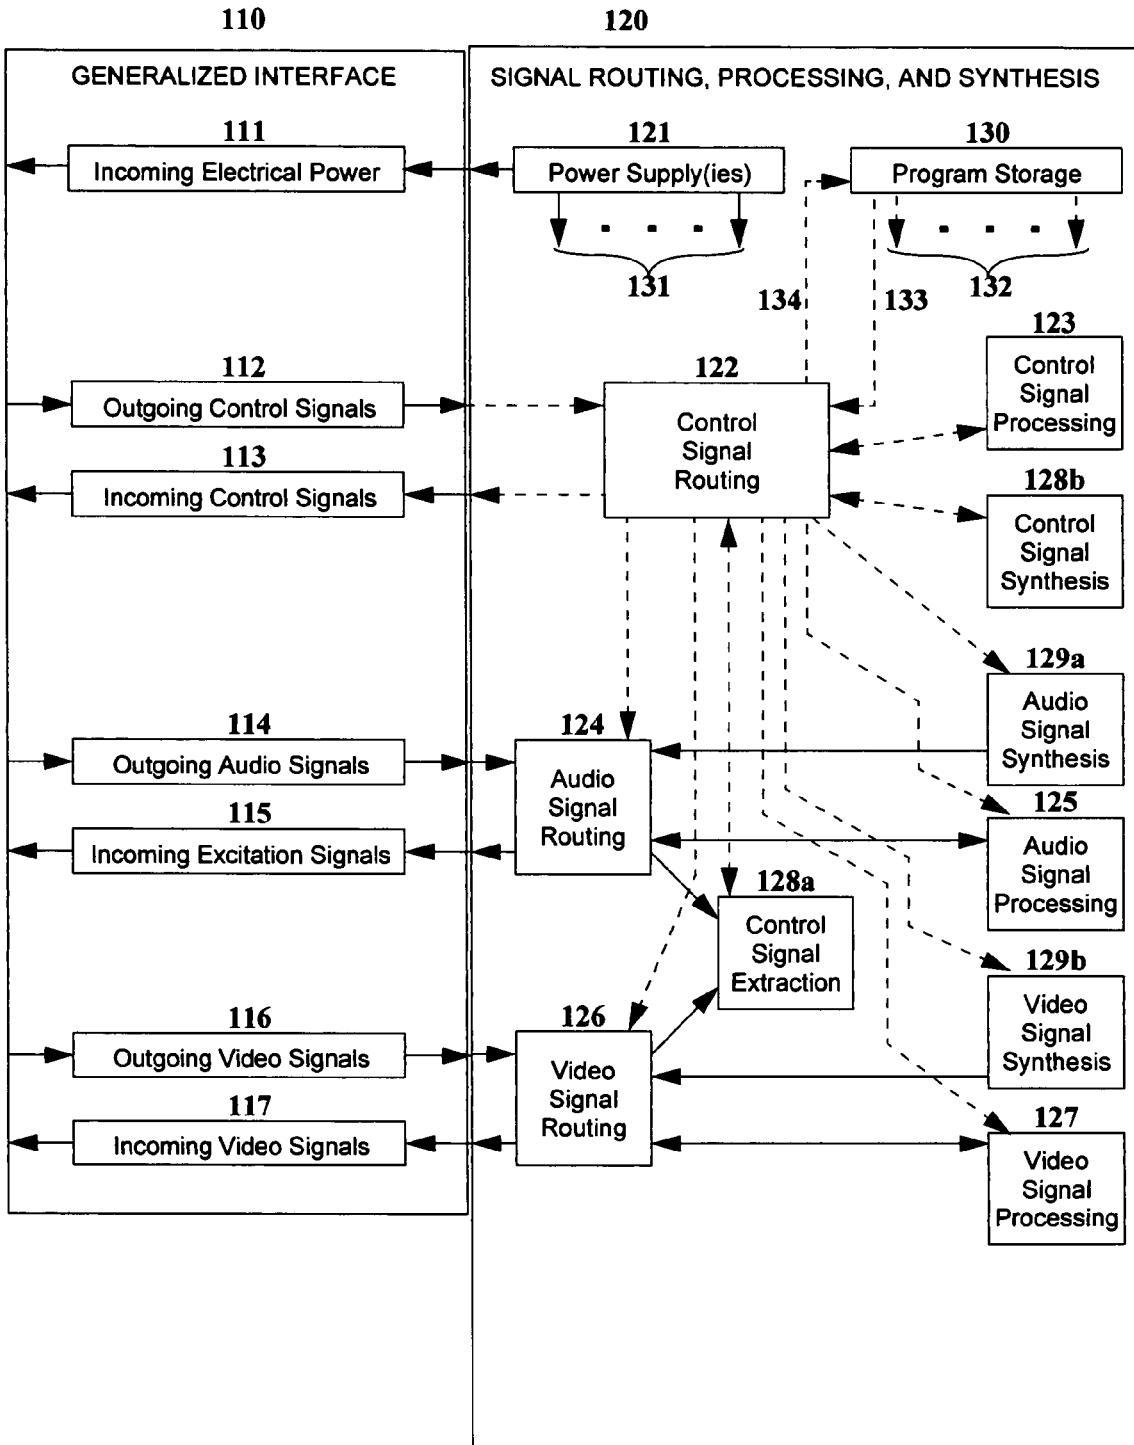 110
120
GENERALIZED INTERFACE
SIGNAL ROUTING, PROCESSING, AND SYNTHESIS
111
Incoming Electrical Power
121
Power Supply(ies)
130
Program Storage
131
134
133
132
112
Outgoing Control Signals
113
Incoming Control Signals
122
Control
Signal
Routing
123
Control
Signal
Processing
128b
Control
Signal
Synthesis
129a
Audio
Signal
Synthesis
114
Outgoing Audio Signals
115
Incoming Excitation Signals
124
Audio
Signal
Routing
125
Audio
Signal
Processing
128a
Control
Signal
Extraction
129b
Video
Signal
Synthesis
116
Outgoing Video Signals
117
Incoming Video Signals
126
Video
Signal
Routing
127
Video
Signal
Processing